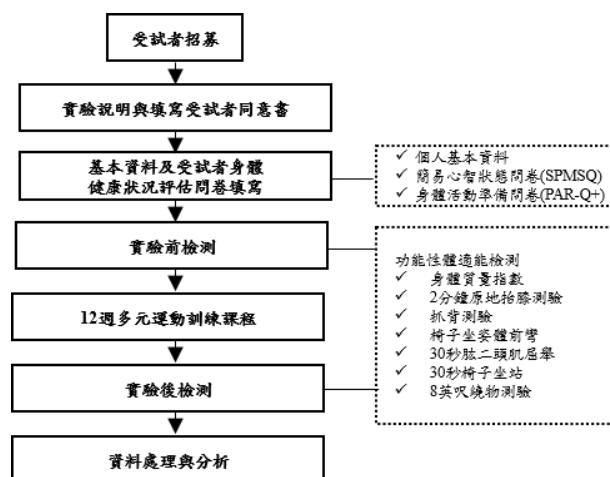 受試者招募
實驗說明與填寫受試者同意書
基本資料及受試者身體
健康狀況評估問卷填寫
✓ 個人基本資料
✓ 簡易心智狀態問卷(SPMSQ)
✓ 身體活動準備問卷(PAR-Q+)
實驗前檢測
12週多元運動訓練課程
實驗後檢測
資料處理與分析
功能性體適能檢測
✓ 身體質量指數
✓ 2分鐘原地抬膝測驗
✓ 抓背測驗
✓ 椅子坐姿體前彎
✓ 30秒肱二頭肌屈舉
✓ 30秒椅子坐站
✓ 8英呎繞物測驗